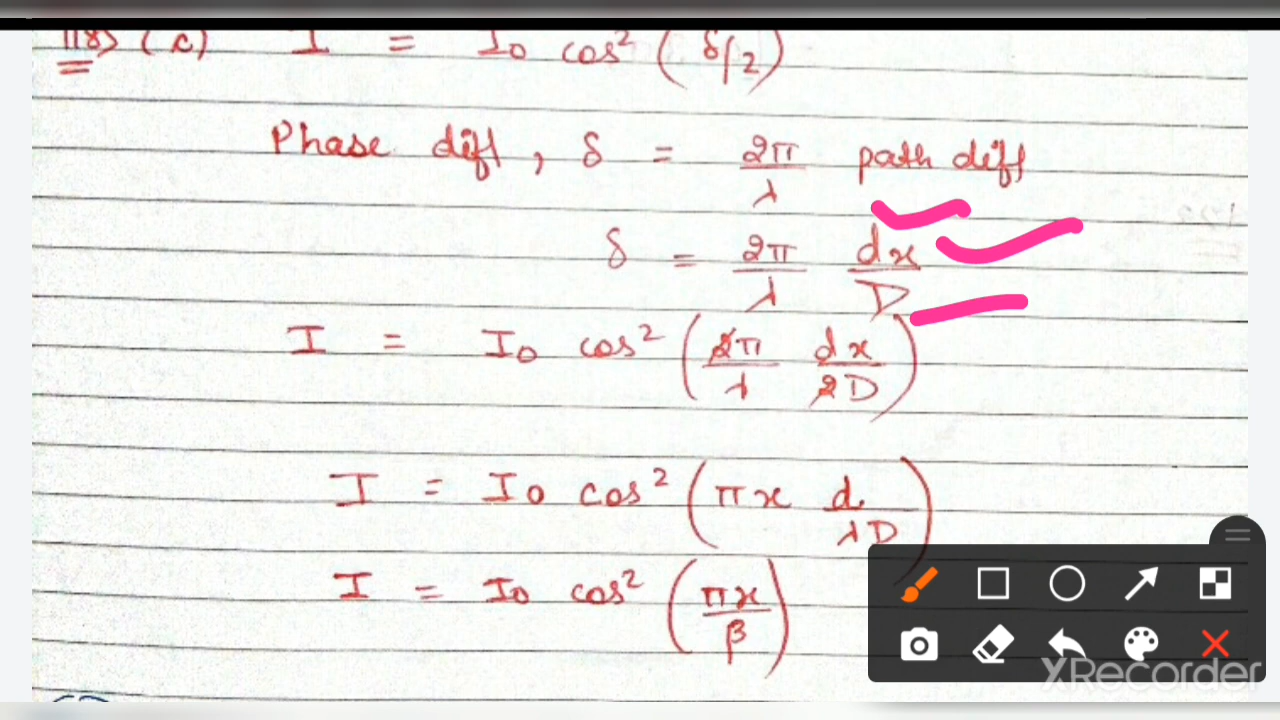 118) (c) I = I₀ cos² (δ/2)
Phase diff, δ = 2π/λ path diff
δ = 2π/λ dx/D
I = I₀ cos² (2π/λ dx/2D)
I = I₀ cos² (πx d/λD)
I = I₀ cos² (πx/β)
XRecorder